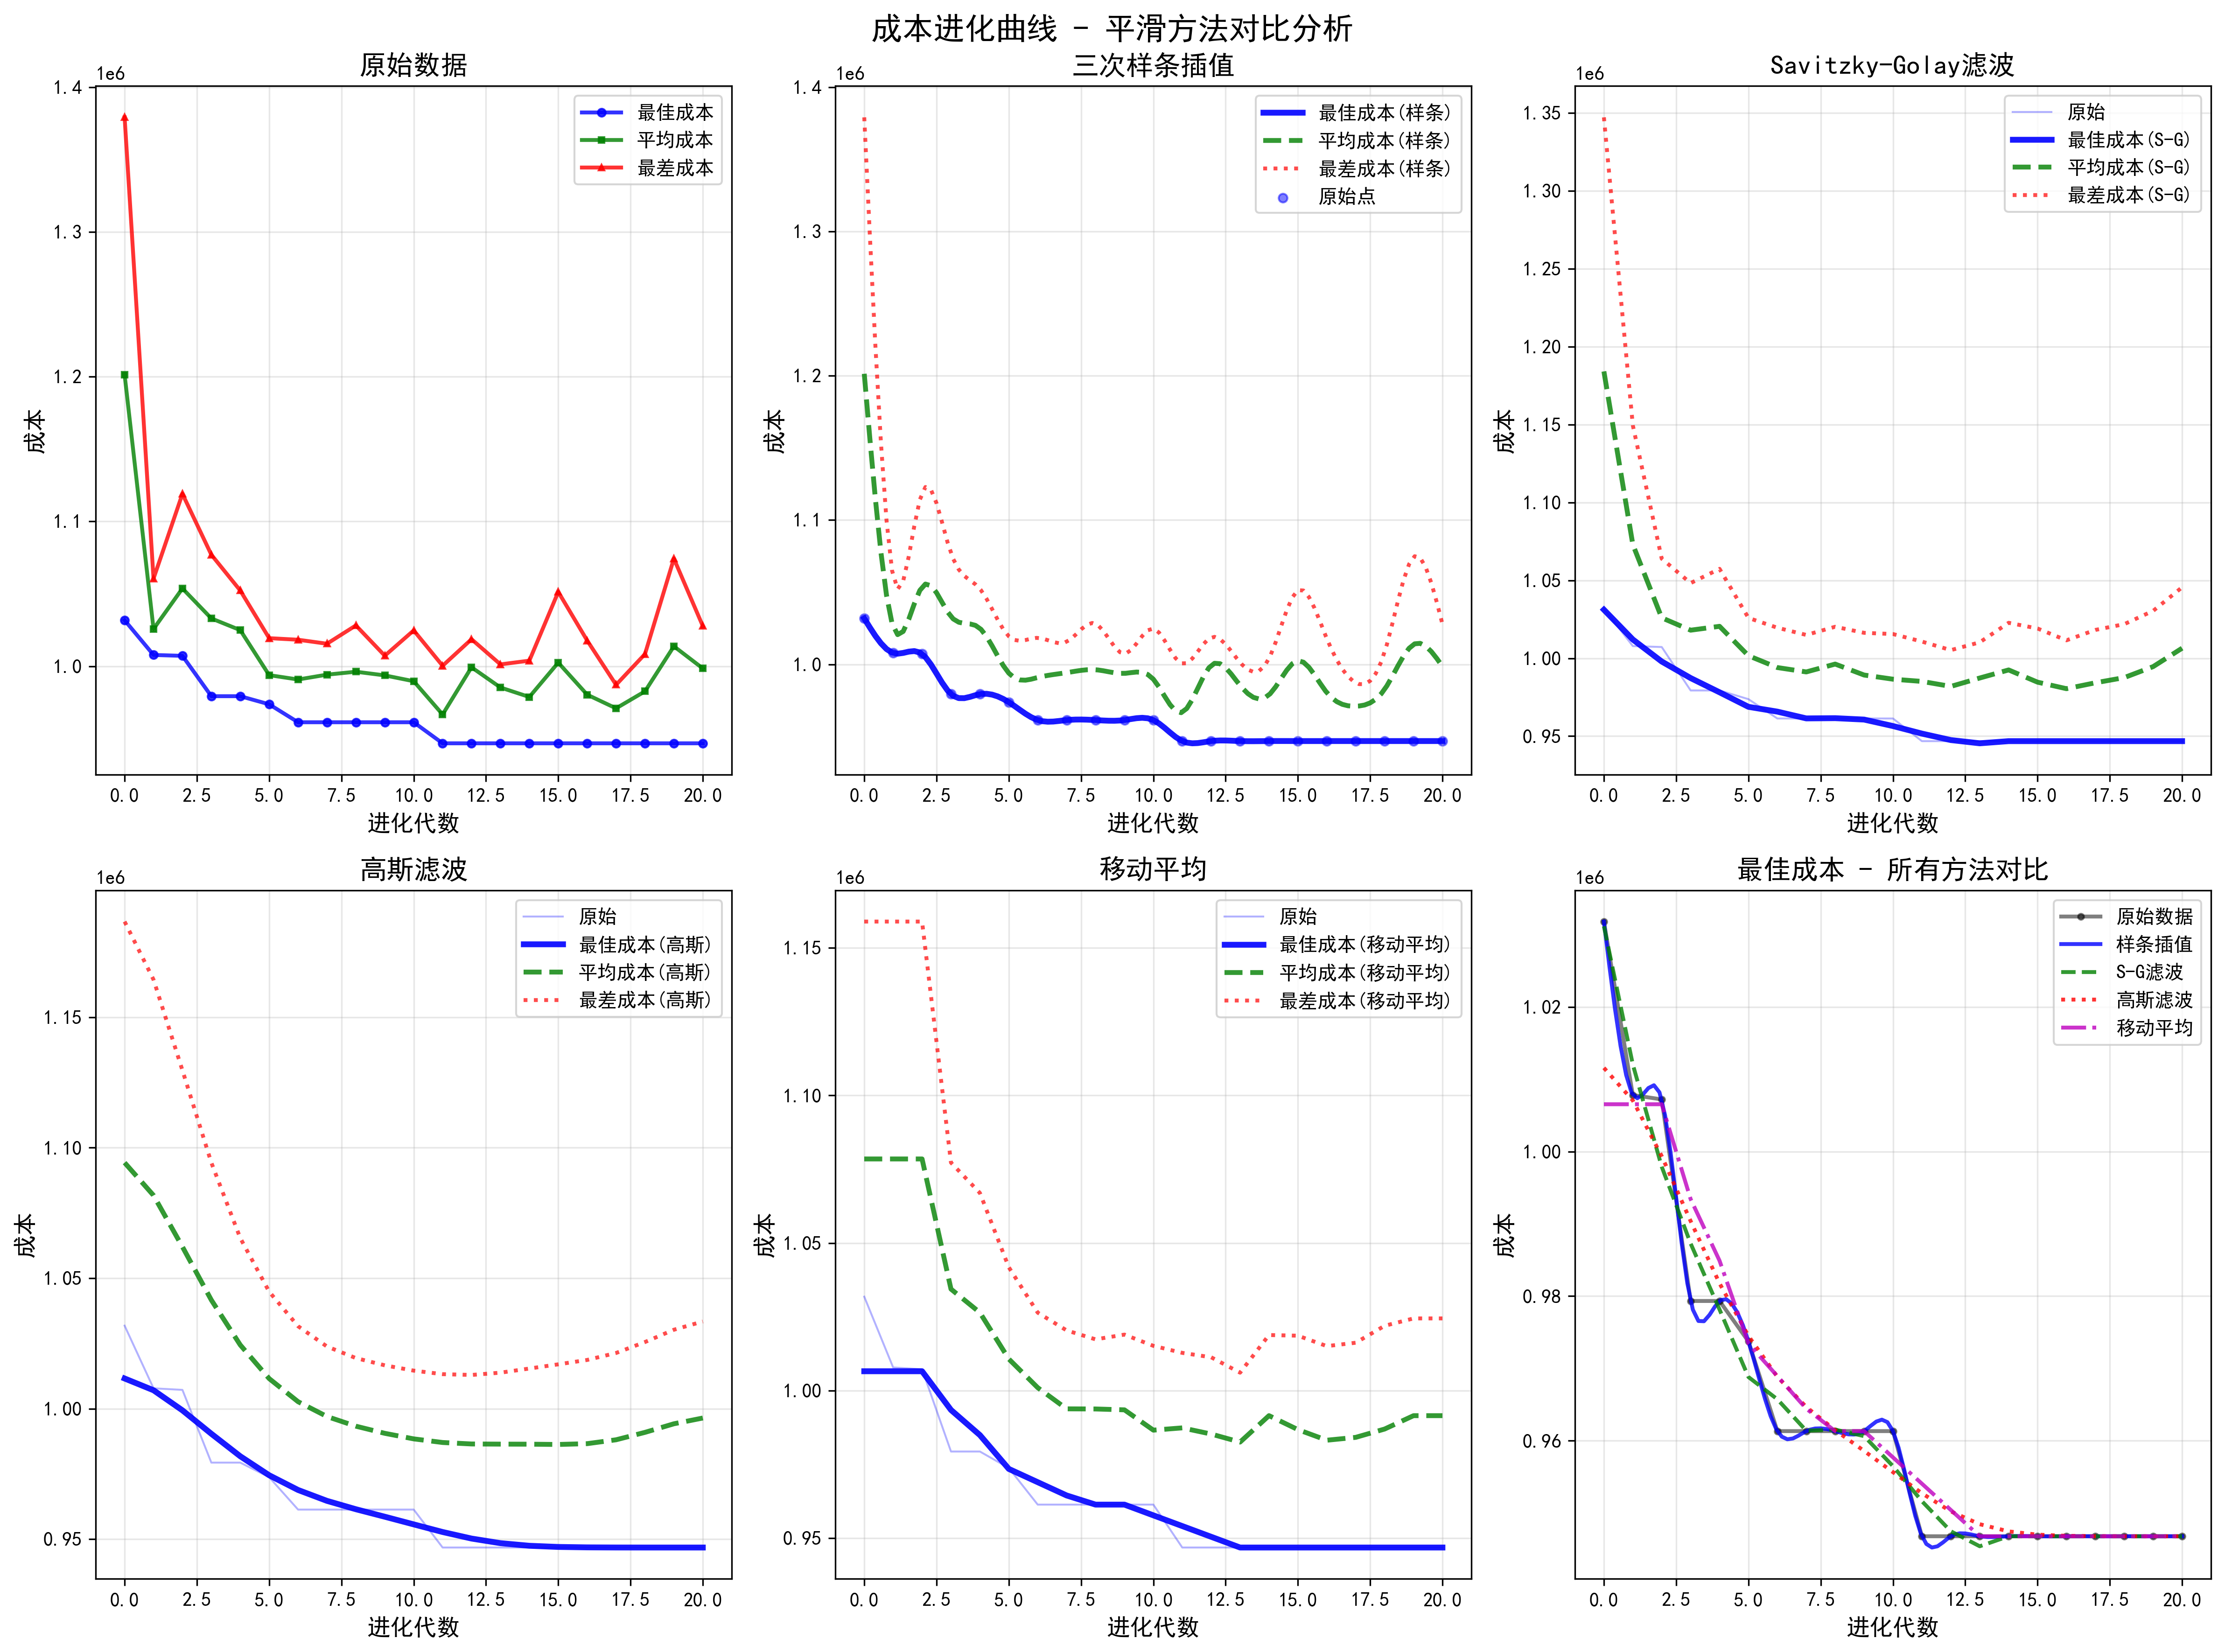 成本进化曲线 - 平滑方法对比分析
原始数据
1e6
1.4
1.3
1.2
1.1
1.0
成本
0.0 2.5 5.0 7.5 10.0 12.5 15.0 17.5 20.0
进化代数
最佳成本
平均成本
最差成本
三次样条插值
1e6
1.4
1.3
1.2
1.1
1.0
成本
0.0 2.5 5.0 7.5 10.0 12.5 15.0 17.5 20.0
进化代数
最佳成本(样条)
平均成本(样条)
最差成本(样条)
原始点
Savitzky-Golay滤波
1e6
1.35
1.30
1.25
1.20
1.15
1.10
1.05
1.00
0.95
成本
0.0 2.5 5.0 7.5 10.0 12.5 15.0 17.5 20.0
进化代数
原始
最佳成本(S-G)
平均成本(S-G)
最差成本(S-G)
高斯滤波
1e6
1.15
1.10
1.05
1.00
0.95
成本
0.0 2.5 5.0 7.5 10.0 12.5 15.0 17.5 20.0
进化代数
原始
最佳成本(高斯)
平均成本(高斯)
最差成本(高斯)
移动平均
1e6
1.15
1.10
1.05
1.00
0.95
成本
0.0 2.5 5.0 7.5 10.0 12.5 15.0 17.5 20.0
进化代数
原始
最佳成本(移动平均)
平均成本(移动平均)
最差成本(移动平均)
最佳成本 - 所有方法对比
1e6
1.02
1.00
0.98
0.96
成本
0.0 2.5 5.0 7.5 10.0 12.5 15.0 17.5 20.0
进化代数
原始数据
样条插值
S-G滤波
高斯滤波
移动平均